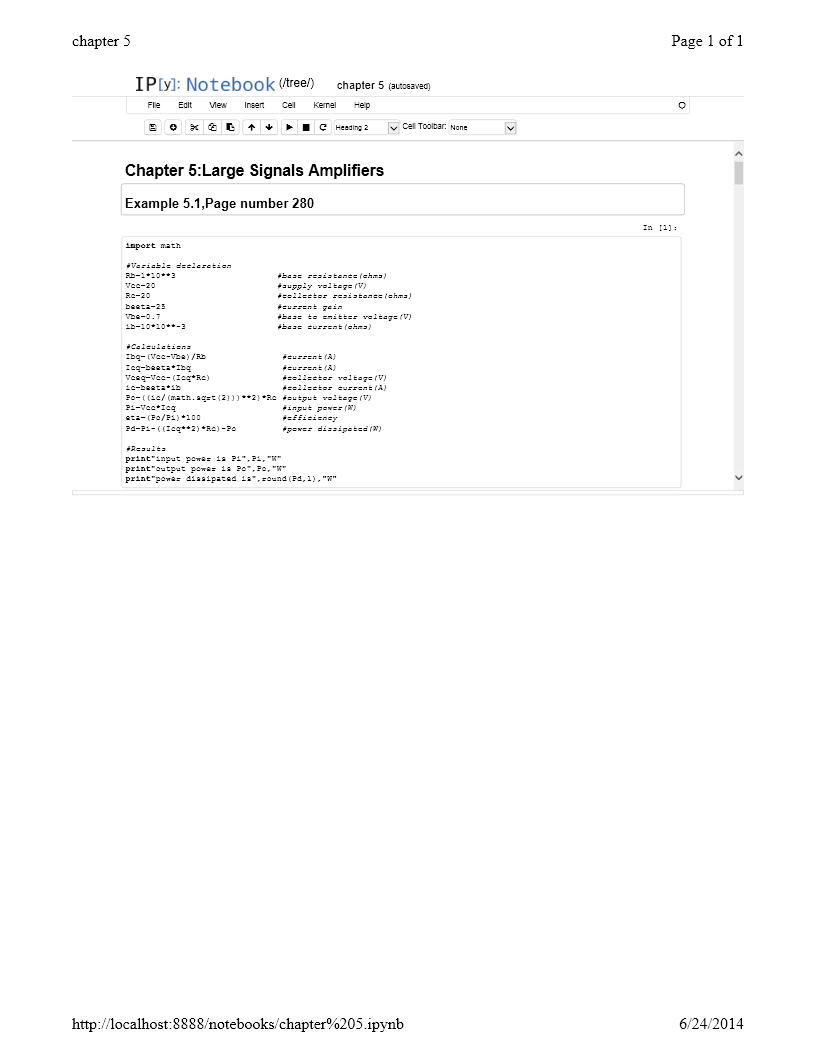 chapter 5 Page 1 of 1
IP[y]: Notebook (/tree/) chapter 5 (autosaved)
File Edit View Insert Cell Kernel Help
Heading 2 Cell Toolbar: None
Chapter 5:Large Signals Amplifiers
Example 5.1,Page number 280
In [1]:
import math
#Variable declaration
Rb=1*10**3 #base resistance(ohms)
Vcc=20 #supply voltage(V)
Rc=20 #collector resistance(ohms)
beeta=25 #current gain
Vbe=0.7 #base to emitter voltage(V)
ib=10*10**-3 #base current(ohms)
#Calculations
Ibq=(Vcc-Vbe)/Rb #current(A)
Icq=beeta*Ibq #current(A)
Vceq=Vcc-(Icq*Rc) #collector voltage(V)
ic=beeta*ib #collector current(A)
Po=((ic/(math.sqrt(2)))**2)*Rc #output voltage(V)
Pi=Vcc*Icq #input power(W)
eta=(Po/Pi)*100 #efficiency
Pd=Pi-((Icq**2)*Rc)-Po #power dissipated(W)
#Results
print"input power is Pi",Pi,"W"
print"output power is Po",Po,"W"
print"power dissipated is",round(Pd,1),"W"
http://localhost:8888/notebooks/chapter%205.ipynb 6/24/2014